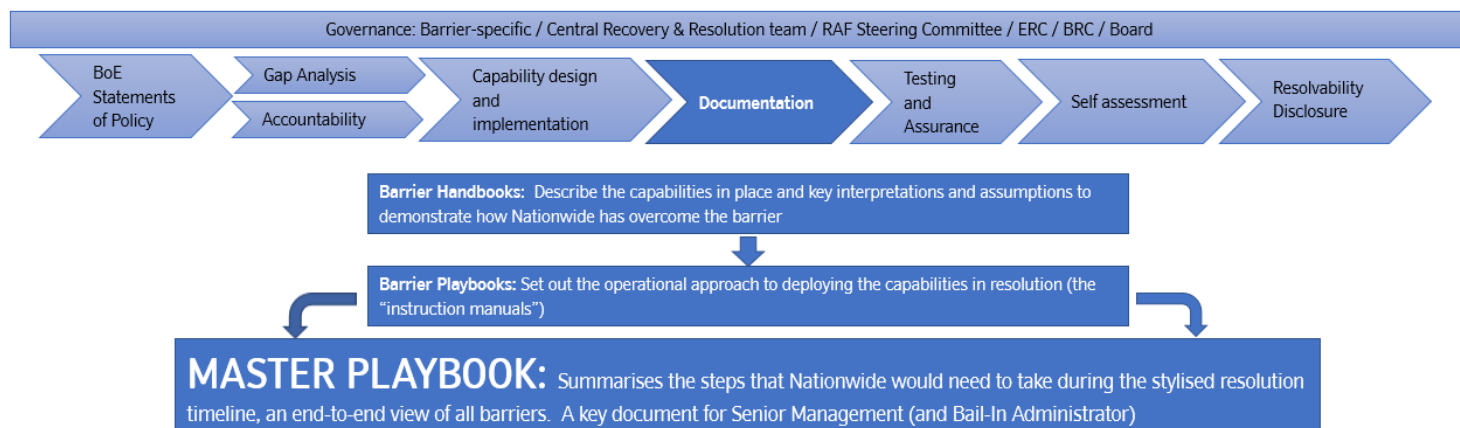 Governance: Barrier-specific / Central Recovery & Resolution team / RAF Steering Committee / ERC / BRC / Board
BoE
Statements
of Policy
Gap Analysis
Accountability
Capability design
and
implementation
Documentation
Testing
and
Assurance
Self assessment
Resolvability
Disclosure
Barrier Handbooks: Describe the capabilities in place and key interpretations and assumptions to
demonstrate how Nationwide has overcome the barrier
Barrier Playbooks: Set out the operational approach to deploying the capabilities in resolution (the
“instruction manuals”)
MASTER PLAYBOOK: Summarises the steps that Nationwide would need to take during the stylised resolution
timeline, an end-to-end view of all barriers. A key document for Senior Management (and Bail-In Administrator)